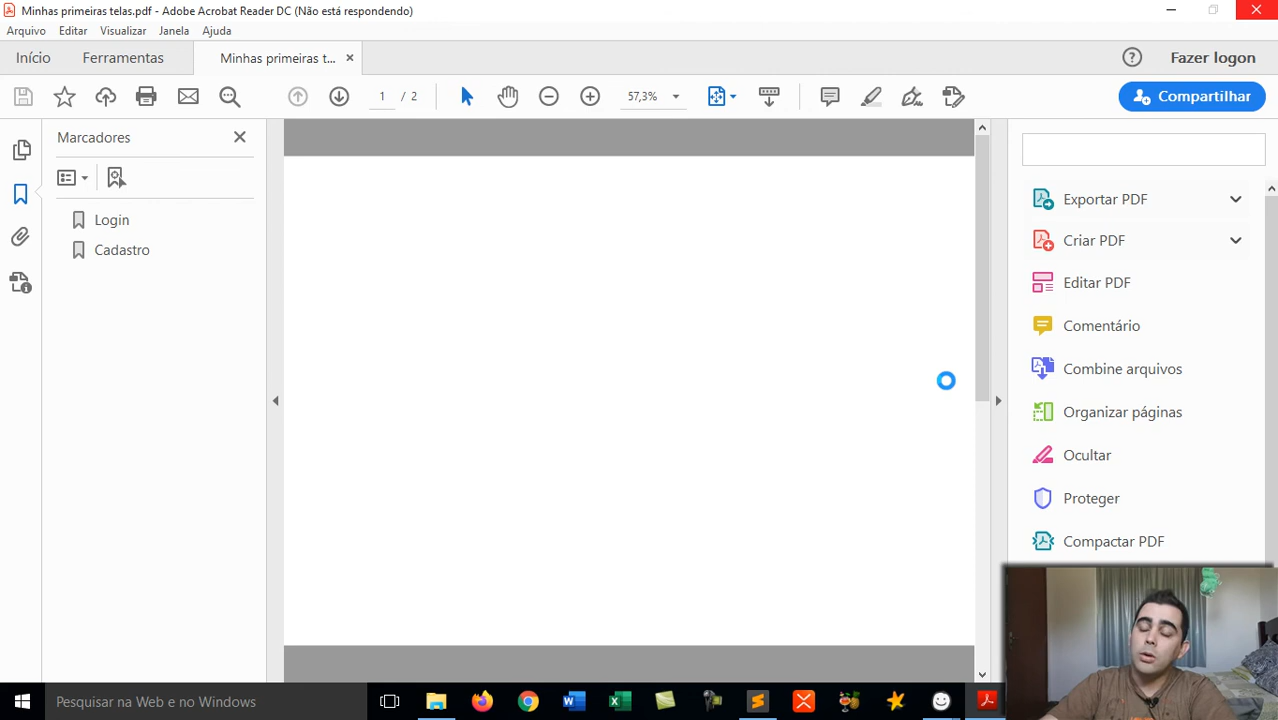 Minhas primeiras telas.pdf - Adobe Acrobat Reader DC (Não está respondendo)
Arquivo Editar Visualizar Janela Ajuda
Início Ferramentas Minhas primeiras t... Fazer logon
1 / 2 57,3% Compartilhar
Marcadores
Login
Cadastro
Exportar PDF
Criar PDF
Editar PDF
Comentário
Combine arquivos
Organizar páginas
Ocultar
Proteger
Compactar PDF
Pesquisar na Web e no Windows